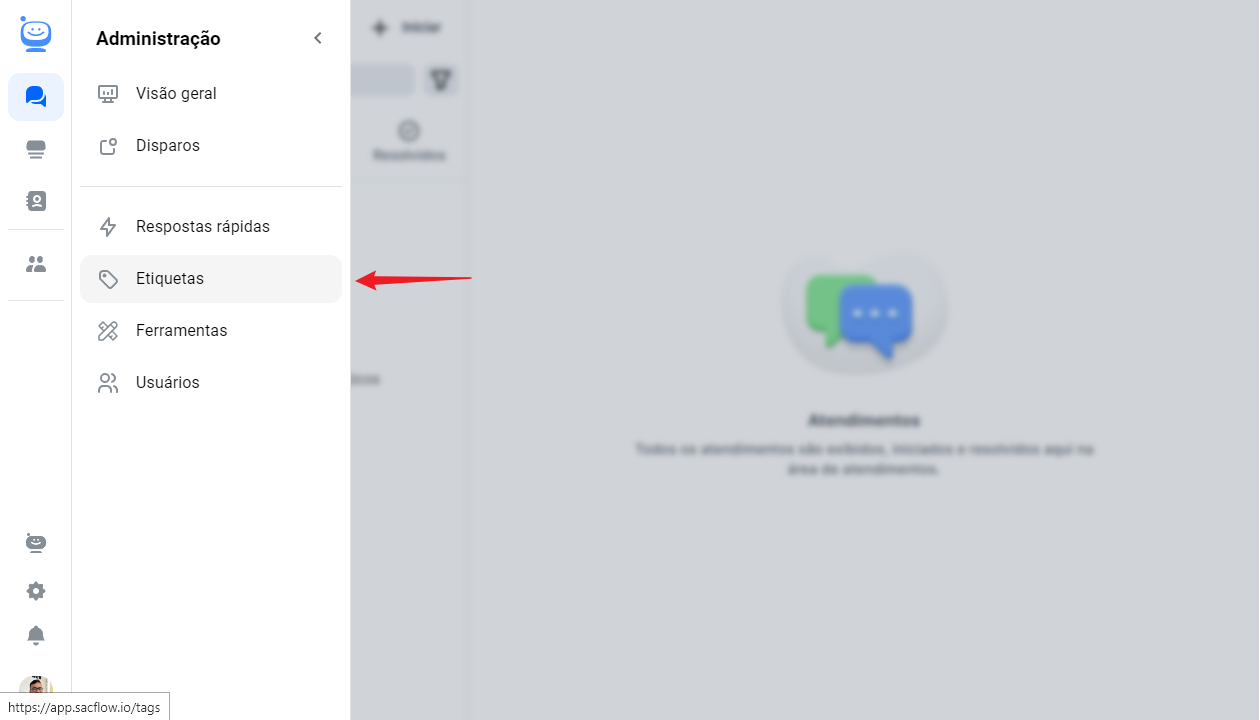 Administração
Visão geral
Disparos
Respostas rápidas
Etiquetas
Ferramentas
Usuários
Iniciar
Resolvidos
Atendimentos
Todos os atendimentos são exibidos, iniciados e resolvidos aqui na
área de atendimentos.
https://app.sacflow.io/tags